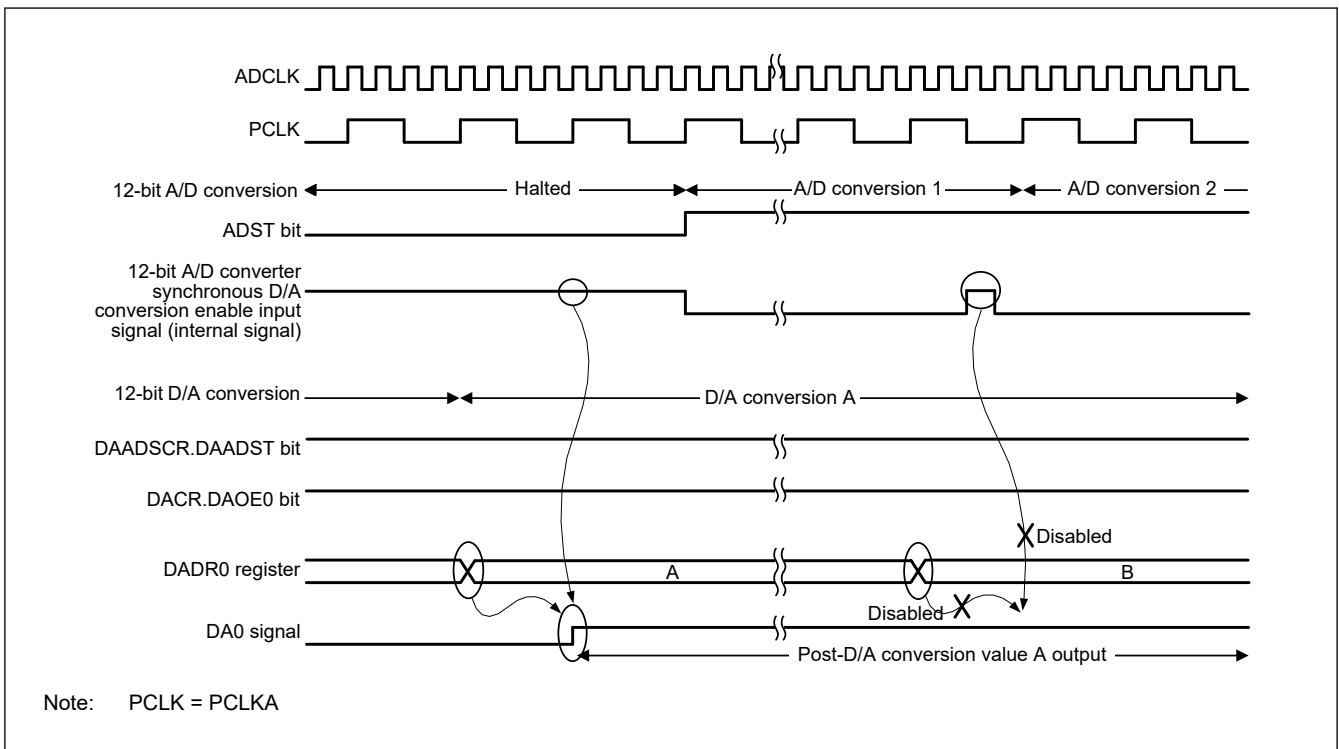 ADCLK
PCLK
12-bit A/D conversion
Halted
A/D conversion 1
A/D conversion 2
ADST bit
12-bit A/D converter
synchronous D/A
conversion enable input
signal (internal signal)
12-bit D/A conversion
D/A conversion A
DAADSCR.DAADST bit
DACR.DAOE0 bit
Disabled
DADR0 register
A
B
Disabled
DA0 signal
Post-D/A conversion value A output
Note: PCLK = PCLKA